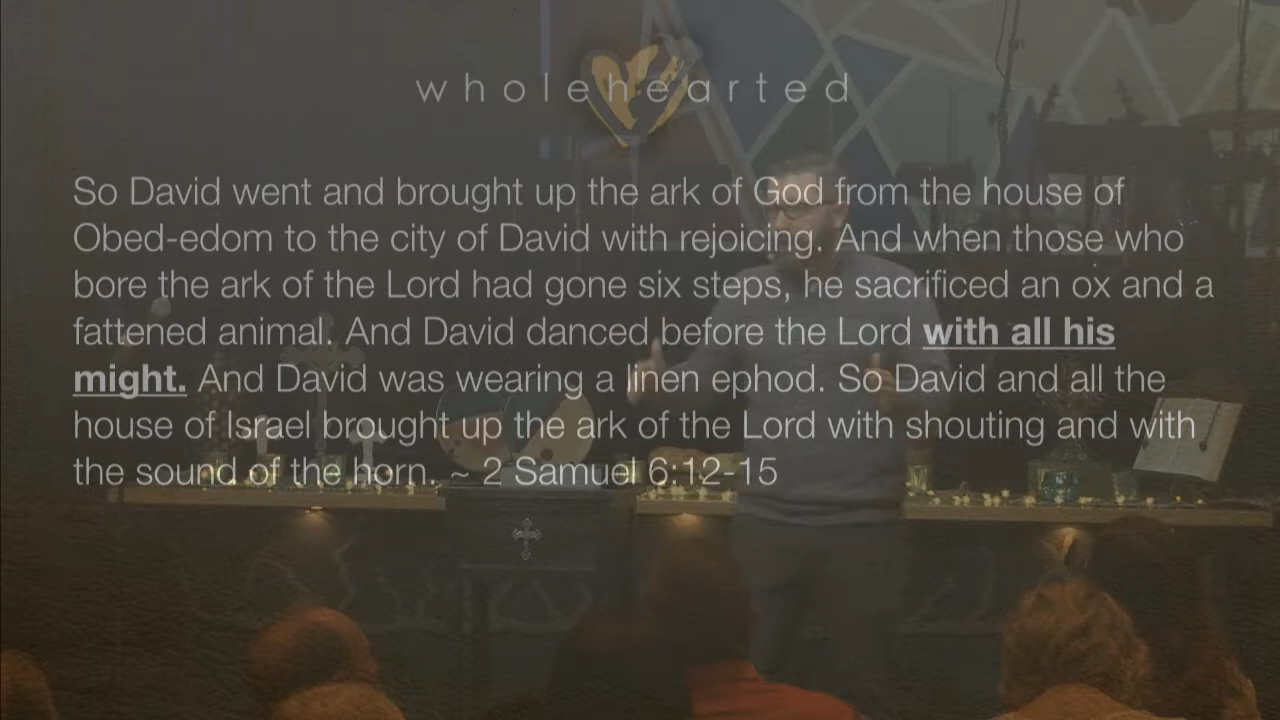 wholehearted
So David went and brought up the ark of God from the house of
Obed-edom to the city of David with rejoicing. And when those who
bore the ark of the Lord had gone six steps, he sacrificed an ox and a
fattened animal. And David danced before the Lord with all his
might. And David was wearing a linen ephod. So David and all the
house of Israel brought up the ark of the Lord with shouting and with
the sound of the horn. ~ 2 Samuel 6:12-15